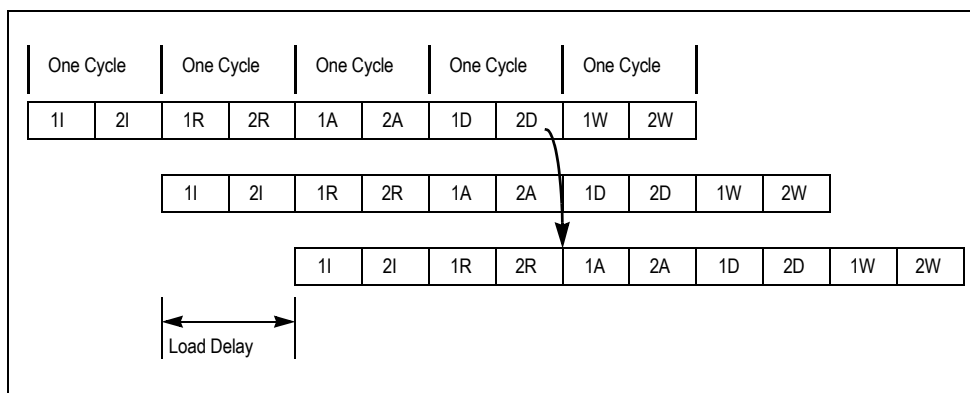 One Cycle One Cycle One Cycle One Cycle One Cycle
1I 2I 1R 2R 1A 2A 1D 2D 1W 2W
1I 2I 1R 2R 1A 2A 1D 2D 1W 2W
1I 2I 1R 2R 1A 2A 1D 2D 1W 2W
Load Delay